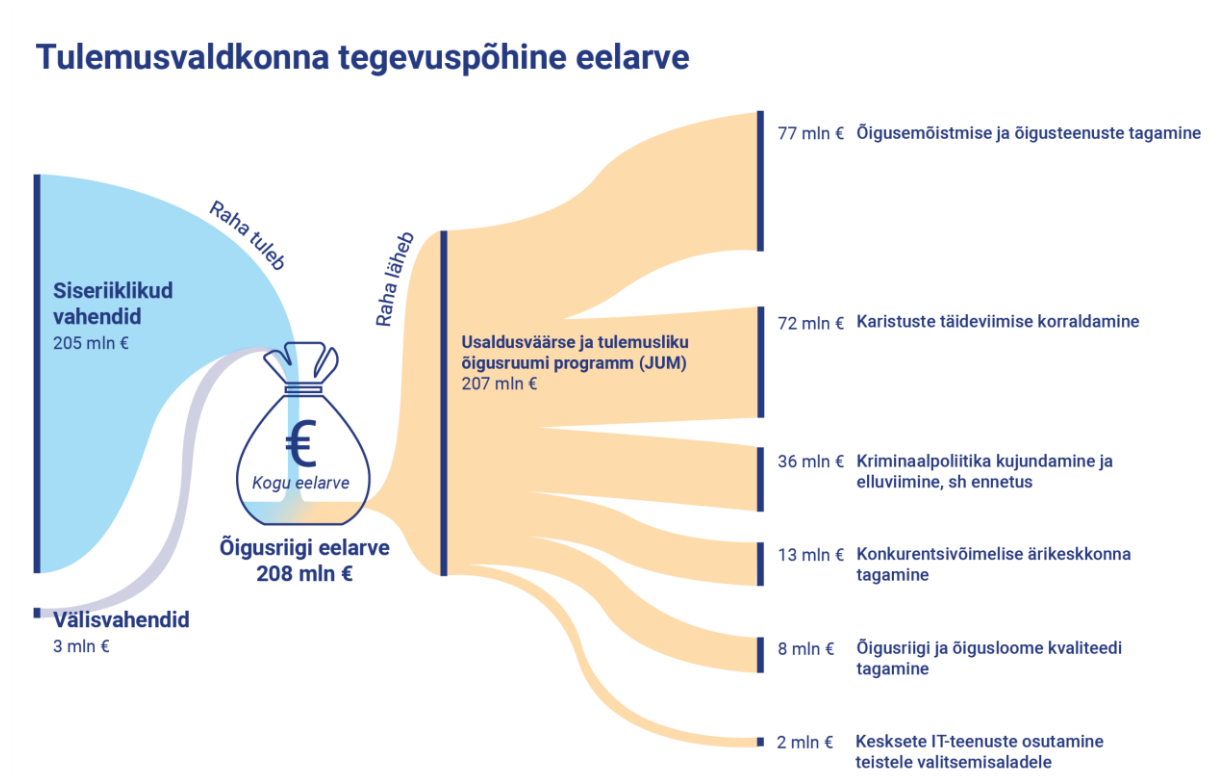 Tulemusvaldkonna tegevuspõhine eelarve
Raha tuleb
Siseriiklikud
vahendid
205 mln €
Välisvahendid
3 mln €
€
Kogu eelarve
Õigusriigi eelarve
208 mln €
Raha läheb
Usaldusväärse ja tulemusliku
õigusruumi programm (JUM)
207 mln €
77 mln € Õigusemõistmise ja õigusteenuste tagamine
72 mln € Karistuste täideviimise korraldamine
36 mln € Kriminaalpoliitika kujundamine ja
elluviimine, sh ennetus
13 mln € Konkurentsivõimelise ärikeskkonna
tagamine
8 mln € Õigusriigi ja õigusloome kvaliteedi
tagamine
2 mln € Kesksete IT-teenuste osutamine
teistele valitsemisaladele